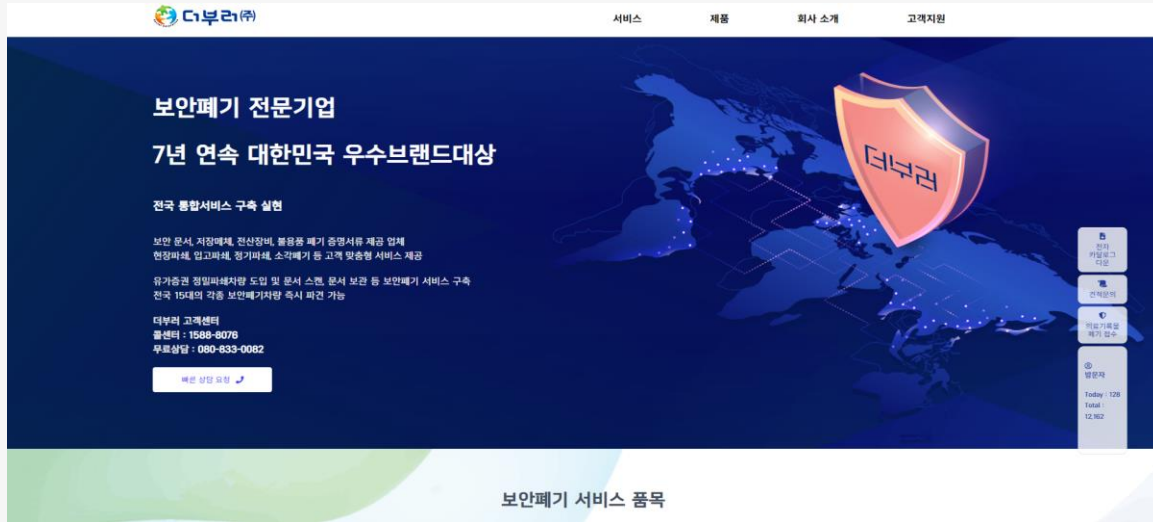 더부러(주)
서비스
제품
회사 소개
고객지원
보안폐기 전문기업
7년 연속 대한민국 우수브랜드대상
전국 통합서비스 구축 실현
보안 문서, 저장매체, 전산장비, 불용품 폐기 증명서류 제공 업체
현장파쇄, 입고파쇄, 정기파쇄, 소각폐기 등 고객 맞춤형 서비스 제공
유가증권 정밀파쇄차량 도입 및 문서 스캔, 문서 보관 등 보안폐기 서비스 구축
전국 15대의 각종 보안폐기차량 즉시 파견 가능
더부러 고객센터
콜센터 : 1588-8076
무료상담 : 080-833-0082
빠른 상담 요청
더부러
전자
카달로그
다운
견적문의
의료기록물
폐기 접수
방문자
Today : 128
Total :
12,162
보안폐기 서비스 품목